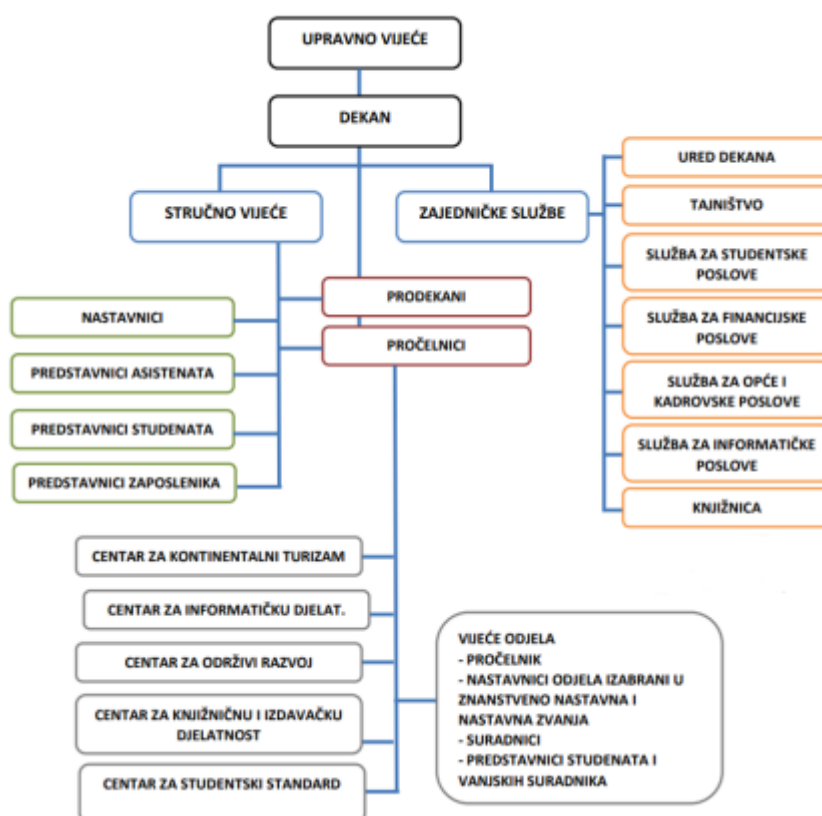 UPRAVNO VIJEĆE
DEKAN
STRUČNO VIJEĆE
ZAJEDNIČKE SLUŽBE
URED DEKANA
TAJNIŠTVO
SLUŽBA ZA STUDENTSKE
POSLOVE
SLUŽBA ZA FINANCIJSKE
POSLOVE
SLUŽBA ZA OPĆE I
KADROVSKE POSLOVE
SLUŽBA ZA INFORMATIČKE
POSLOVE
KNJIŽNICA
PRODEKANI
PROČELNICI
NASTAVNICI
PREDSTAVNICI ASISTENATA
PREDSTAVNICI STUDENATA
PREDSTAVNICI ZAPOSLENIKA
CENTAR ZA KONTINENTALNI TURIZAM
CENTAR ZA INFORMATIČKU DJELAT.
CENTAR ZA ODRŽIVI RAZVOJ
CENTAR ZA KNJIŽNIČNU I IZDAVAČKU
DJELATNOST
CENTAR ZA STUDENTSKI STANDARD
VIJEĆE ODJELA
- PROČELNIK
- NASTAVNICI ODJELA IZABRANI U
ZNANSTVENO NASTAVNA I
NASTAVNA ZVANJA
- SURADNICI
- PREDSTAVNICI STUDENATA I
VANJSKIH SURADNIKA